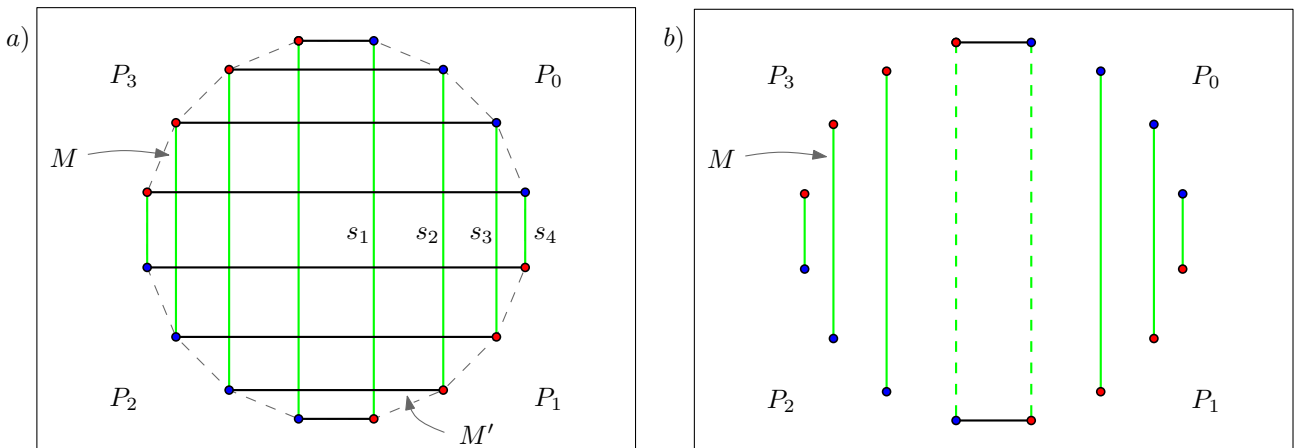 a)
P₃
P₀
M
s₁ s₂ s₃ s₄
P₂
P₁
M′
b)
P₃
P₀
M
P₂
P₁